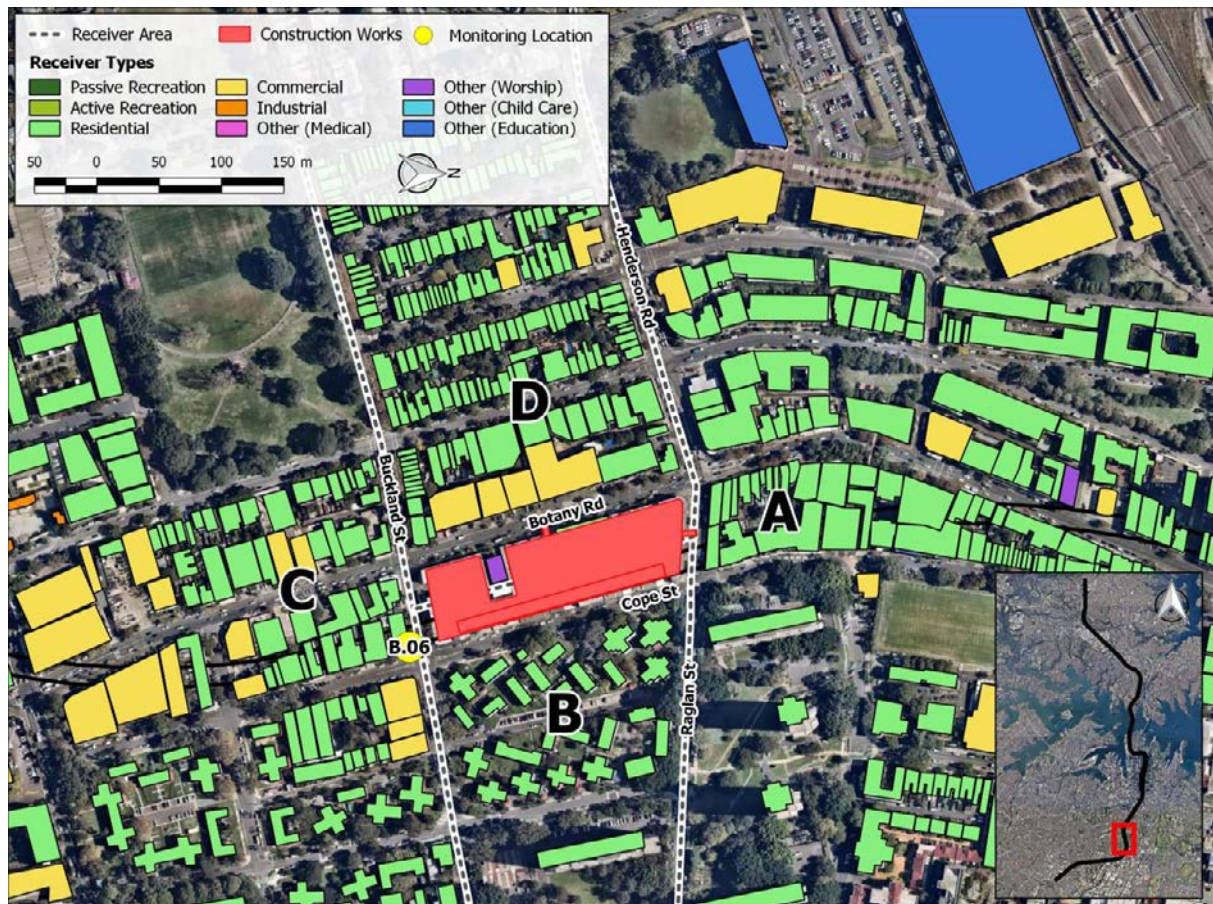 Receiver Area
Construction Works
Monitoring Location
Receiver Types
Passive Recreation
Commercial
Other (Worship)
Active Recreation
Industrial
Other (Child Care)
Residential
Other (Medical)
Other (Education)
50 0 50 100 150 m
N
Henderson Rd
D
Buckland St
Botany Rd
A
C
Cope St
B.06
B
Raglan St